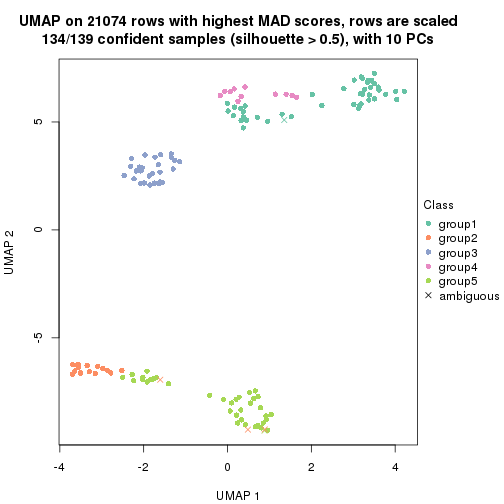 UMAP on 21074 rows with highest MAD scores, rows are scaled
134/139 confident samples (silhouette > 0.5), with 10 PCs
5
0
-5
UMAP 2
-4
-2
0
2
4
UMAP 1
Class
group1
group2
group3
group4
group5
ambiguous